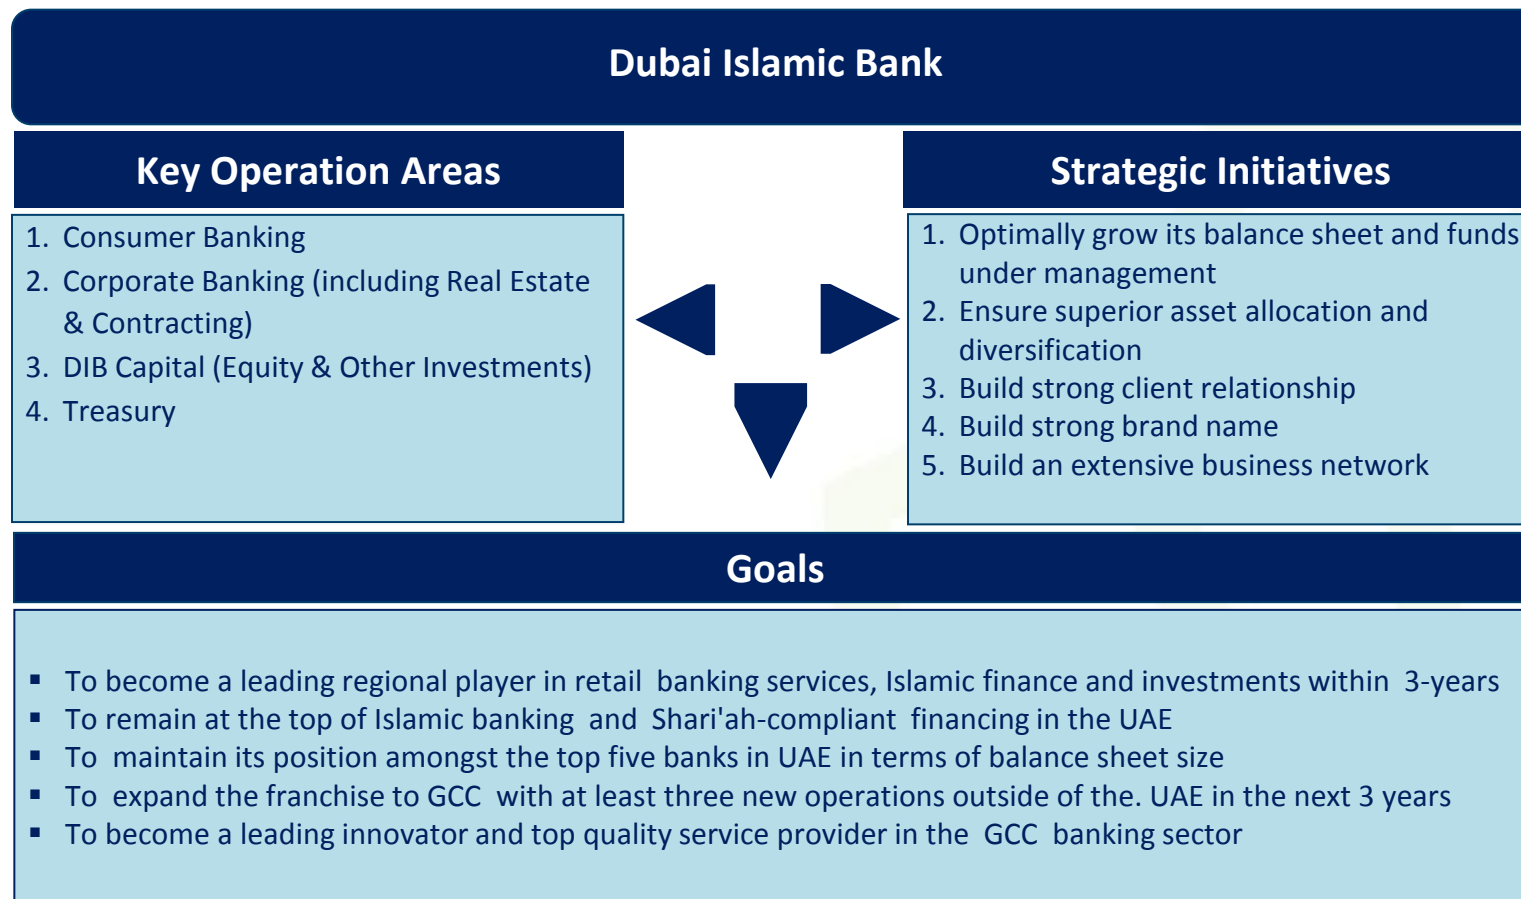 Dubai Islamic Bank
Key Operation Areas
1. Consumer Banking
2. Corporate Banking (including Real Estate
& Contracting)
3. DIB Capital (Equity & Other Investments)
4. Treasury
Strategic Initiatives
1. Optimally grow its balance sheet and funds
under management
2. Ensure superior asset allocation and
diversification
3. Build strong client relationship
4. Build strong brand name
5. Build an extensive business network
Goals
▪ To become a leading regional player in retail banking services, Islamic finance and investments within 3-years
▪ To remain at the top of Islamic banking and Shari'ah-compliant financing in the UAE
▪ To maintain its position amongst the top five banks in UAE in terms of balance sheet size
▪ To expand the franchise to GCC with at least three new operations outside of the. UAE in the next 3 years
▪ To become a leading innovator and top quality service provider in the GCC banking sector